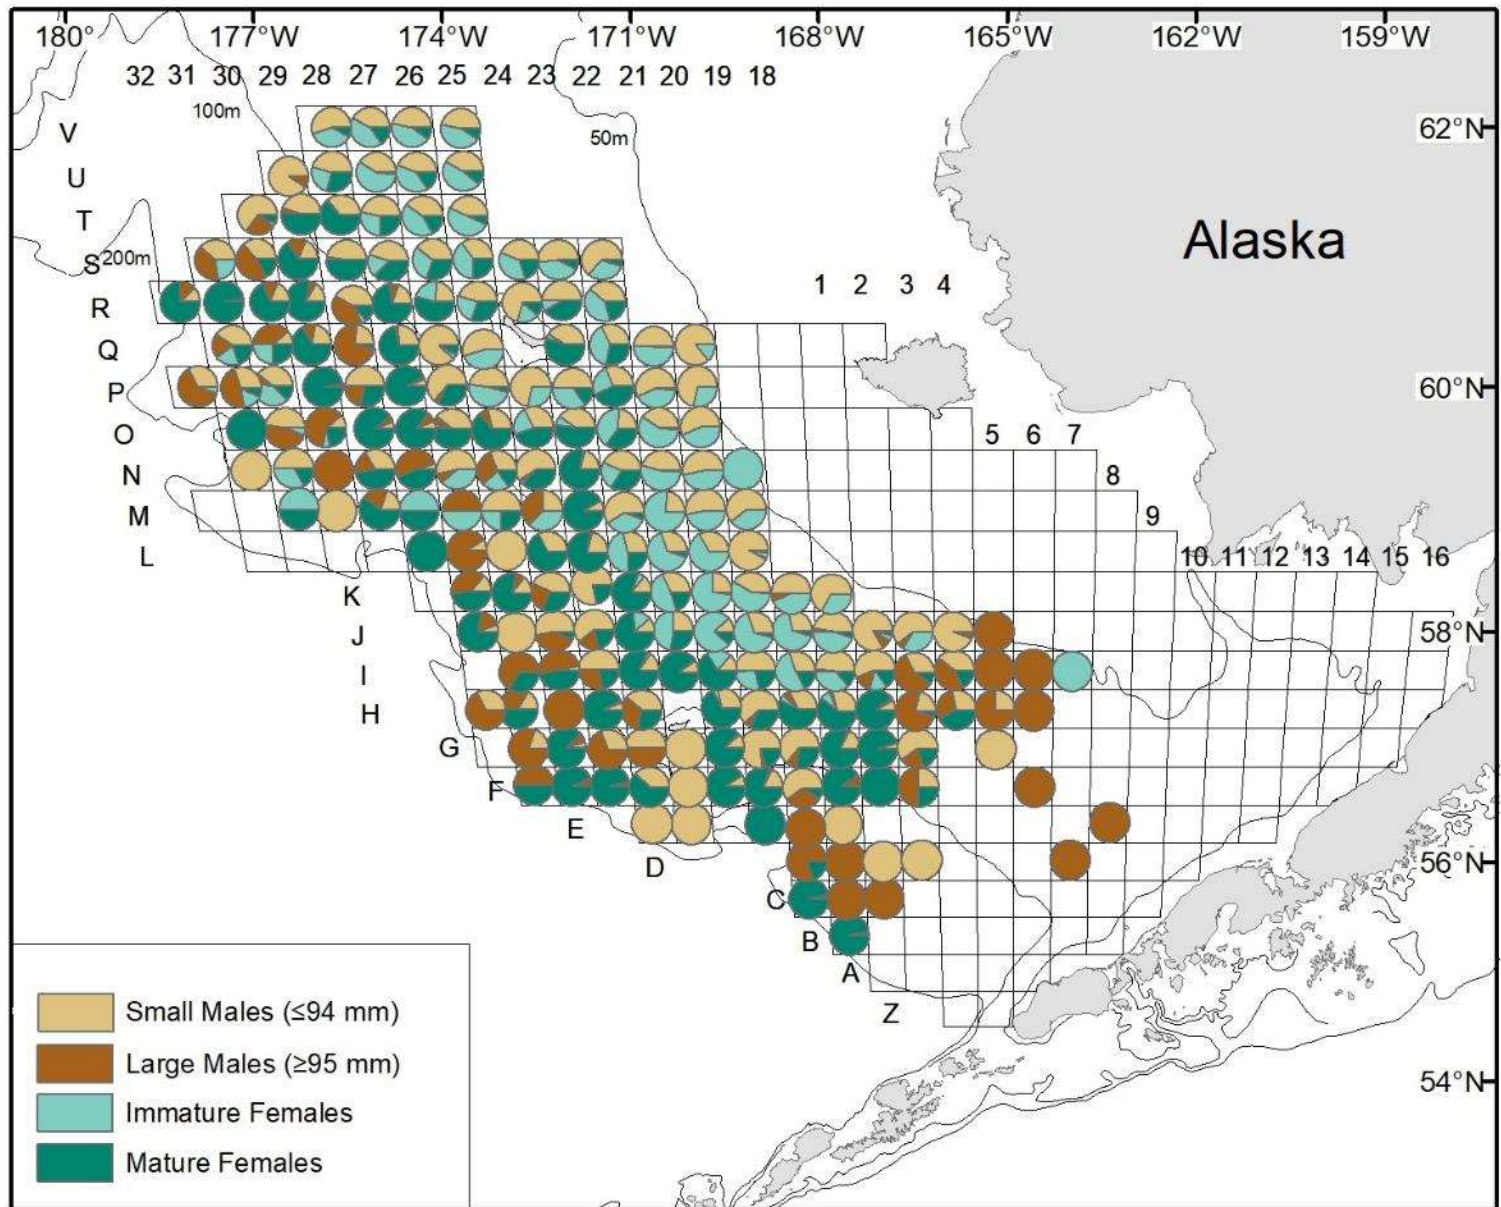 180° 177°W 174°W 171°W 168°W 165°W 162°W 159°W
32 31 30 29 28 27 26 25 24 23 22 21 20 19 18
100m
50m
V
62°N
U
T
Alaska
S 200m
1 2 3 4
R
Q
P
60°N
O
5 6 7
N
8
M
9
L
10 11 12 13 14 15 16
K
J
58°N
I
H
G
F
E
D
56°N
C
B
A
Z
Small Males (≤94 mm)
Large Males (≥95 mm)
54°N
Immature Females
Mature Females